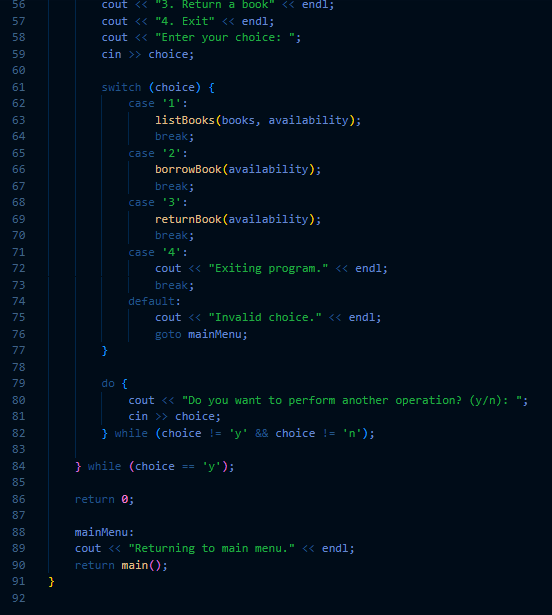 56 cout << "3. Return a book" << endl;
57 cout << "4. Exit" << endl;
58 cout << "Enter your choice: ";
59 cin >> choice;
60
61 switch (choice) {
62 case '1':
63 listBooks(books, availability);
64 break;
65 case '2':
66 borrowBook(availability);
67 break;
68 case '3':
69 returnBook(availability);
70 break;
71 case '4':
72 cout << "Exiting program." << endl;
73 break;
74 default:
75 cout << "Invalid choice." << endl;
76 goto mainMenu;
77 }
78
79 do {
80 cout << "Do you want to perform another operation? (y/n): ";
81 cin >> choice;
82 } while (choice != 'y' && choice != 'n');
83
84 } while (choice == 'y');
85
86 return 0;
87
88 mainMenu:
89 cout << "Returning to main menu." << endl;
90 return main();
91 }
92